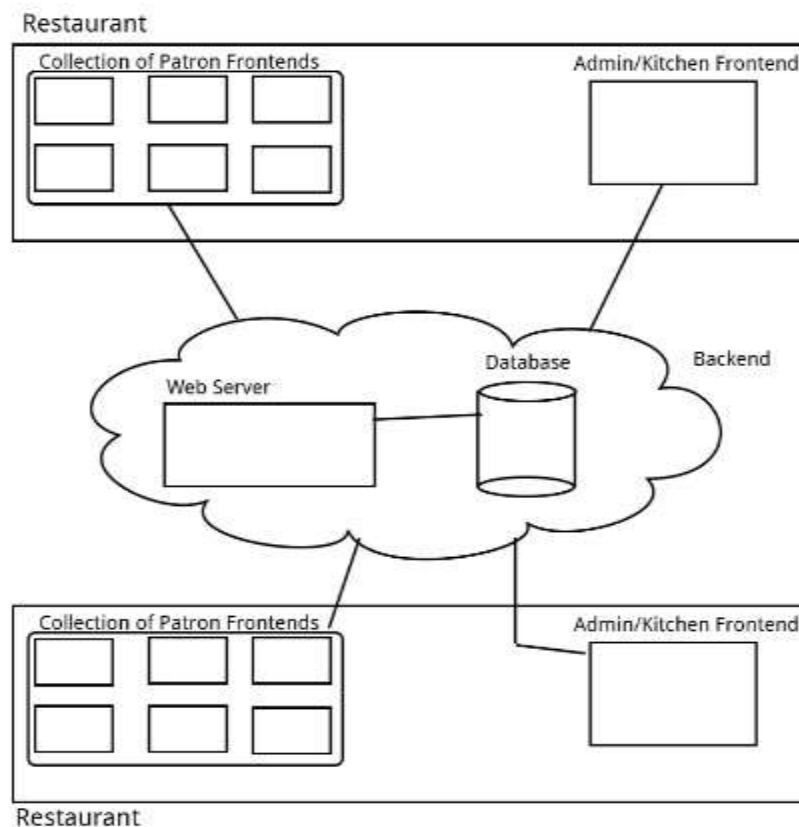 Restaurant
Collection of Patron Frontends
Admin/Kitchen Frontend
Backend
Database
Web Server
Collection of Patron Frontends
Admin/Kitchen Frontend
Restaurant